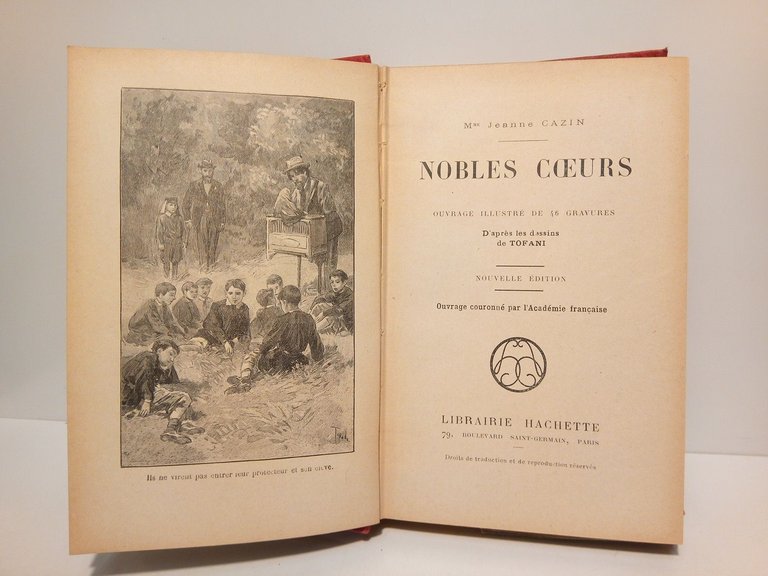 Ils ne virent pas entrer leur protecteur et son élève.
Mme Jeanne CAZIN
NOBLES CŒURS
OUVRAGE ILLUSTRÉ DE 46 GRAVURES
D'après les dessins
de TOFANI
NOUVELLE ÉDITION
Ouvrage couronné par l'Académie française
LIBRAIRIE HACHETTE
79, BOULEVARD SAINT-GERMAIN, PARIS
Droits de traduction et de reproduction réservés